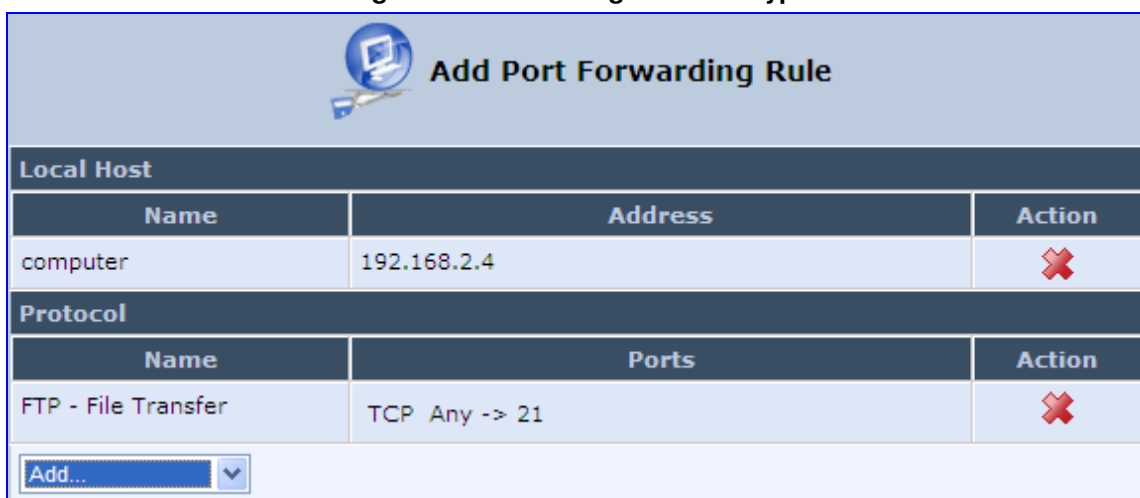 Add Port Forwarding Rule
Local Host
Name Address Action
computer 192.168.2.4
Protocol
Name Ports Action
FTP - File Transfer TCP Any -> 21
Add...